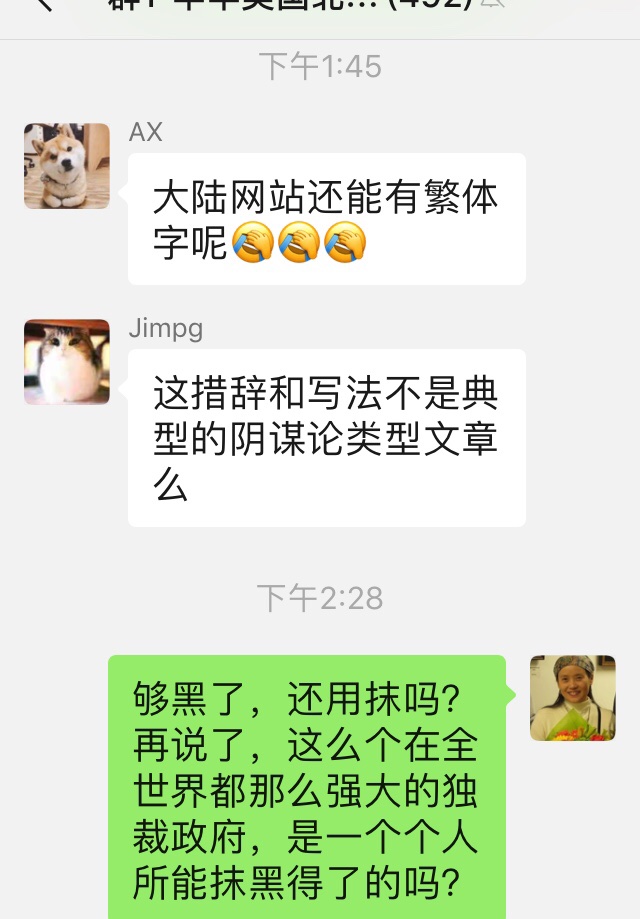 下午1:45
AX
大陆网站还能有繁体
字呢🤦🤦🤦
Jimpg
这措辞和写法不是典
型的阴谋论类型文章
么
下午2:28
够黑了，还用抹吗？
再说了，这么个在全
世界都那么强大的独
裁政府，是一个个人
所能抹黑得了的吗？